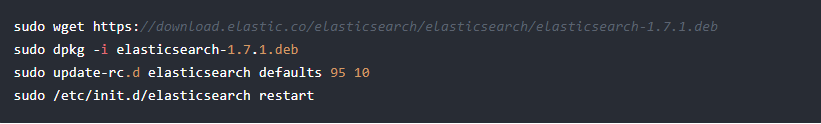 sudo wget https://download.elastic.co/elasticsearch/elasticsearch/elasticsearch-1.7.1.deb
sudo dpkg -i elasticsearch-1.7.1.deb
sudo update-rc.d elasticsearch defaults 95 10
sudo /etc/init.d/elasticsearch restart